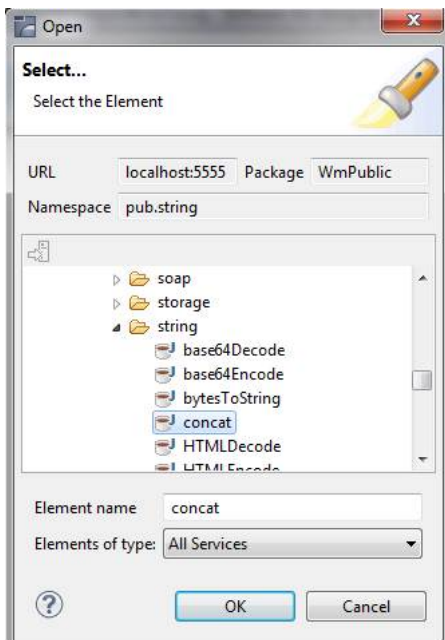 Open
Select...
Select the Element
URL localhost:5555 Package WmPublic
Namespace pub.string
soap
storage
string
base64Decode
base64Encode
bytesToString
concat
HTMLDecode
HTMLEncode
Element name concat
Elements of type: All Services
OK Cancel